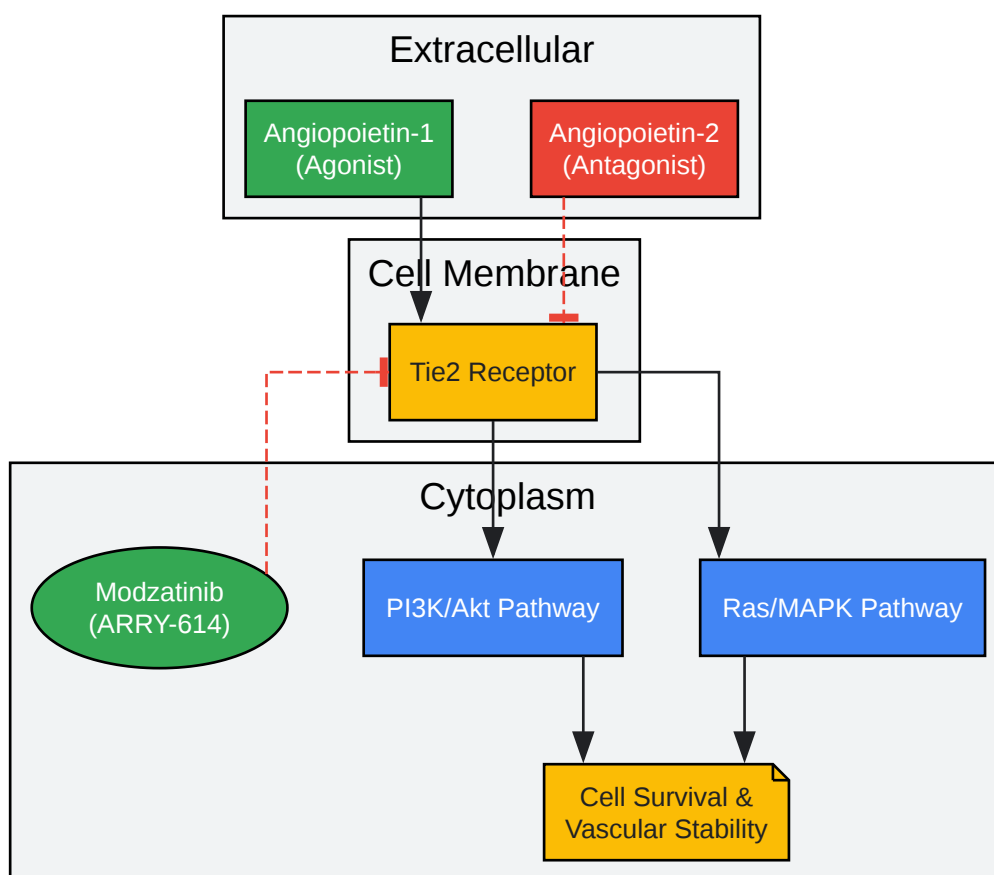 Extracellular
Angiopoietin-1
(Agonist)
Angiopoietin-2
(Antagonist)
Cell Membrane
Tie2 Receptor
Cytoplasm
Modzatinib
(ARRY-614)
PI3K/Akt Pathway
Ras/MAPK Pathway
Cell Survival &
Vascular Stability